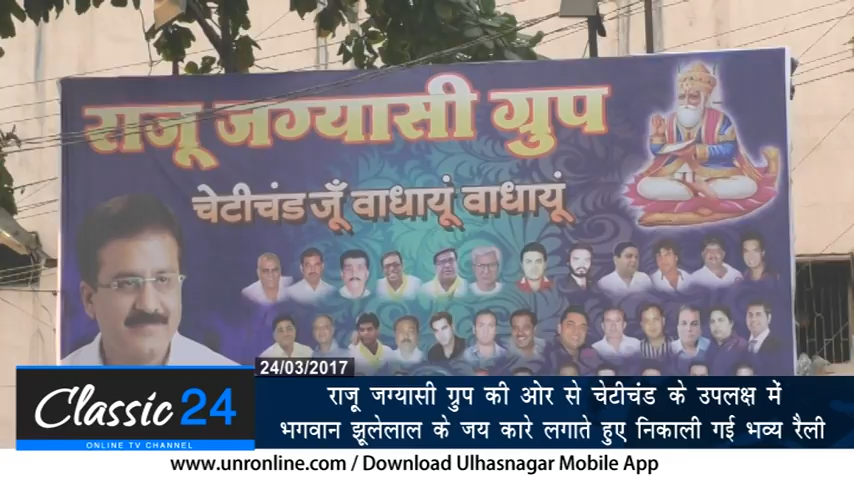 राजू जग्यासी ग्रुप
चेटीचंड जूँ वाधायूं वाधायूं
24/03/2017
Classic 24
ONLINE TV CHANNEL
राजू जग्यासी ग्रुप की ओर से चेटीचंड के उपलक्ष में
भगवान झूलेलाल के जय कारे लगाते हुए निकाली गई भव्य रैली
www.unronline.com / Download Ulhasnagar Mobile App